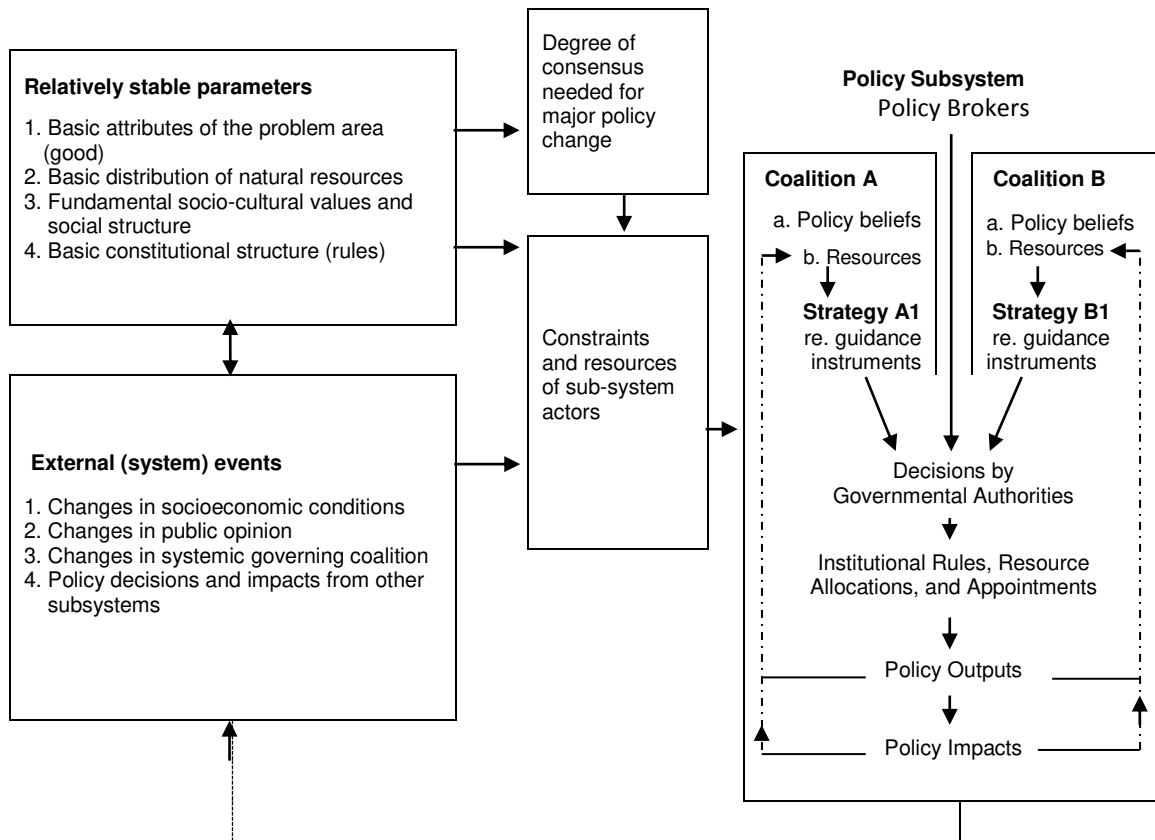 Relatively stable parameters
1. Basic attributes of the problem area
(good)
2. Basic distribution of natural resources
3. Fundamental socio-cultural values and
social structure
4. Basic constitutional structure (rules)
External (system) events
1. Changes in socioeconomic conditions
2. Changes in public opinion
3. Changes in systemic governing coalition
4. Policy decisions and impacts from other
subsystems
Degree of
consensus
needed for
major policy
change
Constraints
and resources
of sub-system
actors
Policy Subsystem
Policy Brokers
Coalition A
a. Policy beliefs
b. Resources
Strategy A1
re. guidance
instruments
Coalition B
a. Policy beliefs
b. Resources
Strategy B1
re. guidance
instruments
Decisions by
Governmental Authorities
Institutional Rules, Resource
Allocations, and Appointments
Policy Outputs
Policy Impacts